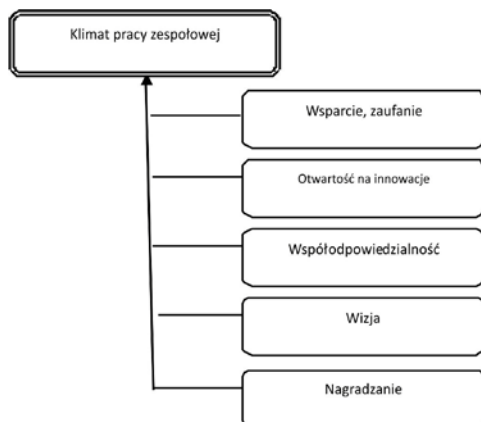 Klimat pracy zespołowej
Wsparcie, zaufanie
Otwartość na innowacje
Współodpowiedzialność
Wizja
Nagradzanie